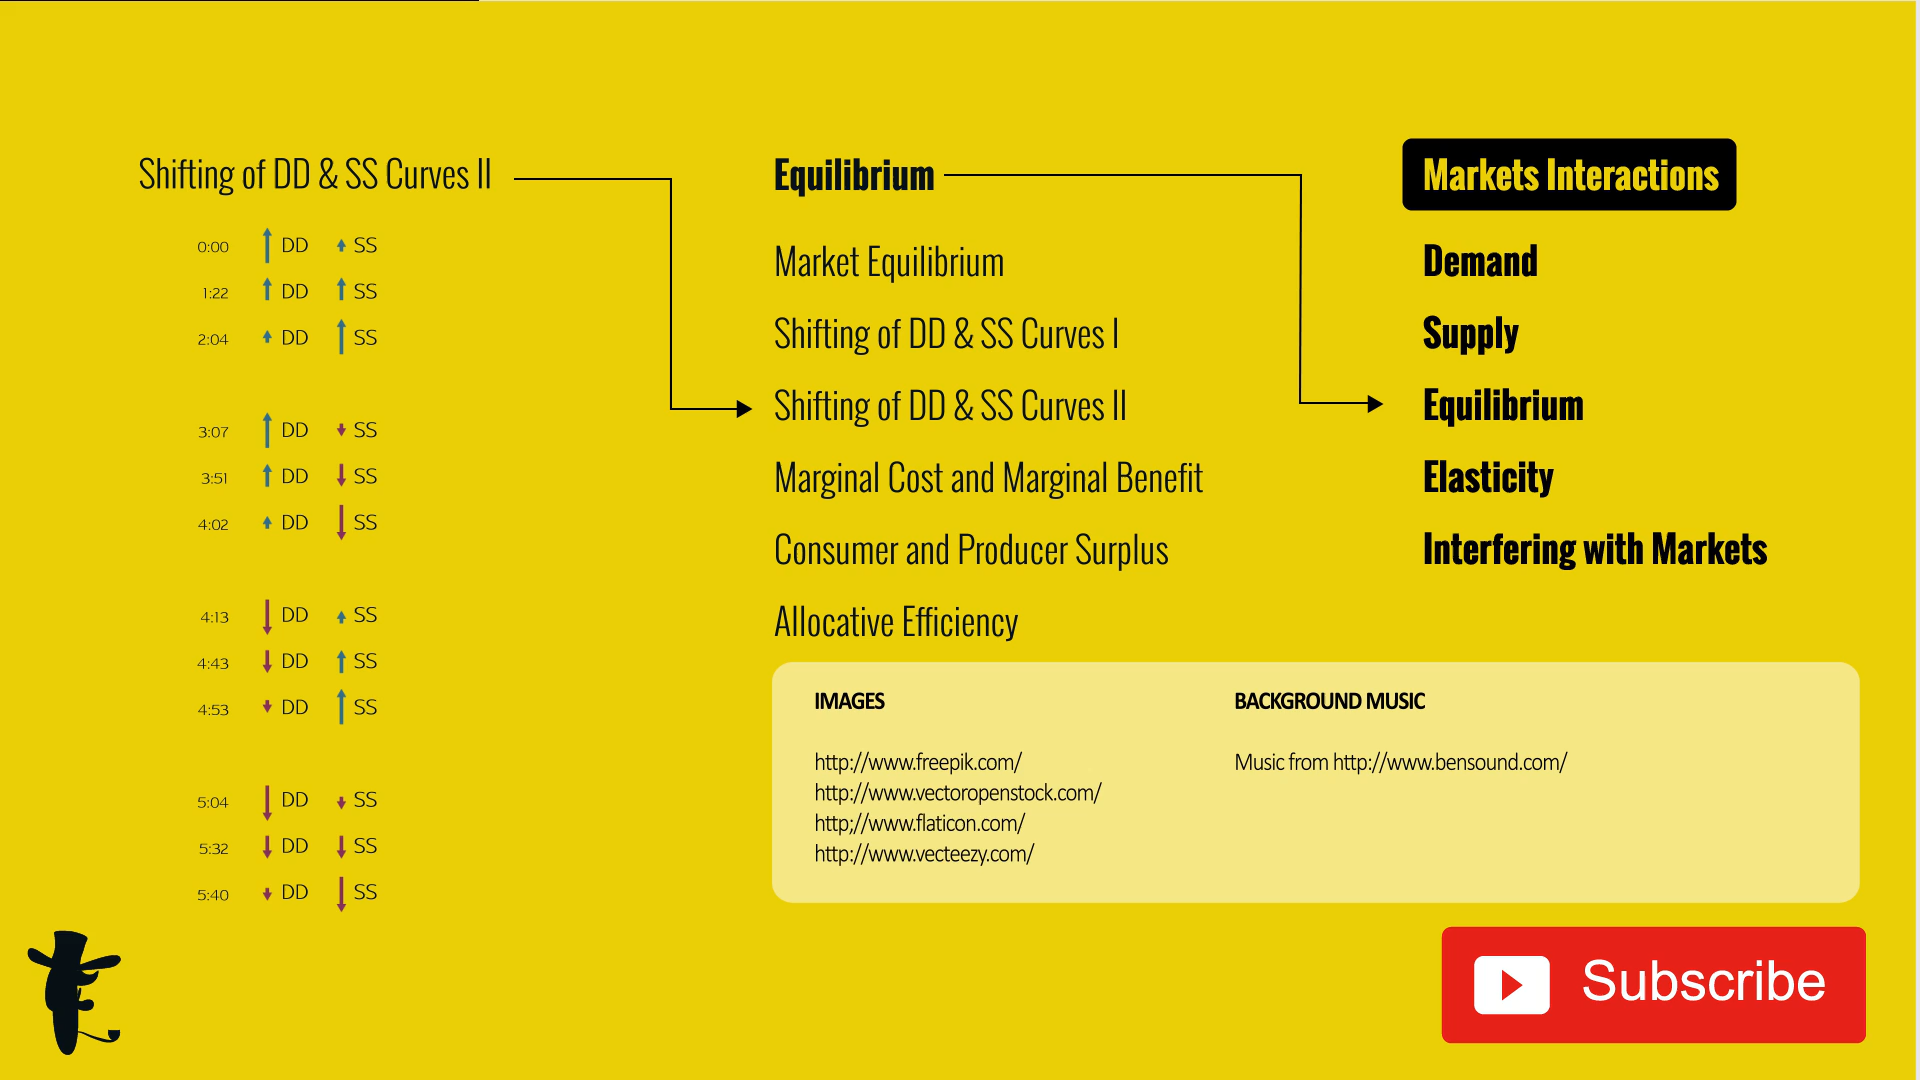 Shifting of DD & SS Curves II
0:00 DD SS
1:22 DD SS
2:04 DD SS
3:07 DD SS
3:51 DD SS
4:02 DD SS
4:13 DD SS
4:43 DD SS
4:53 DD SS
5:04 DD SS
5:32 DD SS
5:40 DD SS
Equilibrium
Market Equilibrium
Shifting of DD & SS Curves I
Shifting of DD & SS Curves II
Marginal Cost and Marginal Benefit
Consumer and Producer Surplus
Allocative Efficiency
Markets Interactions
Demand
Supply
Equilibrium
Elasticity
Interfering with Markets
IMAGES
http://www.freepik.com/
http://www.vectoropenstock.com/
http;//www.flaticon.com/
http://www.vecteezy.com/
BACKGROUND MUSIC
Music from http://www.bensound.com/
Subscribe